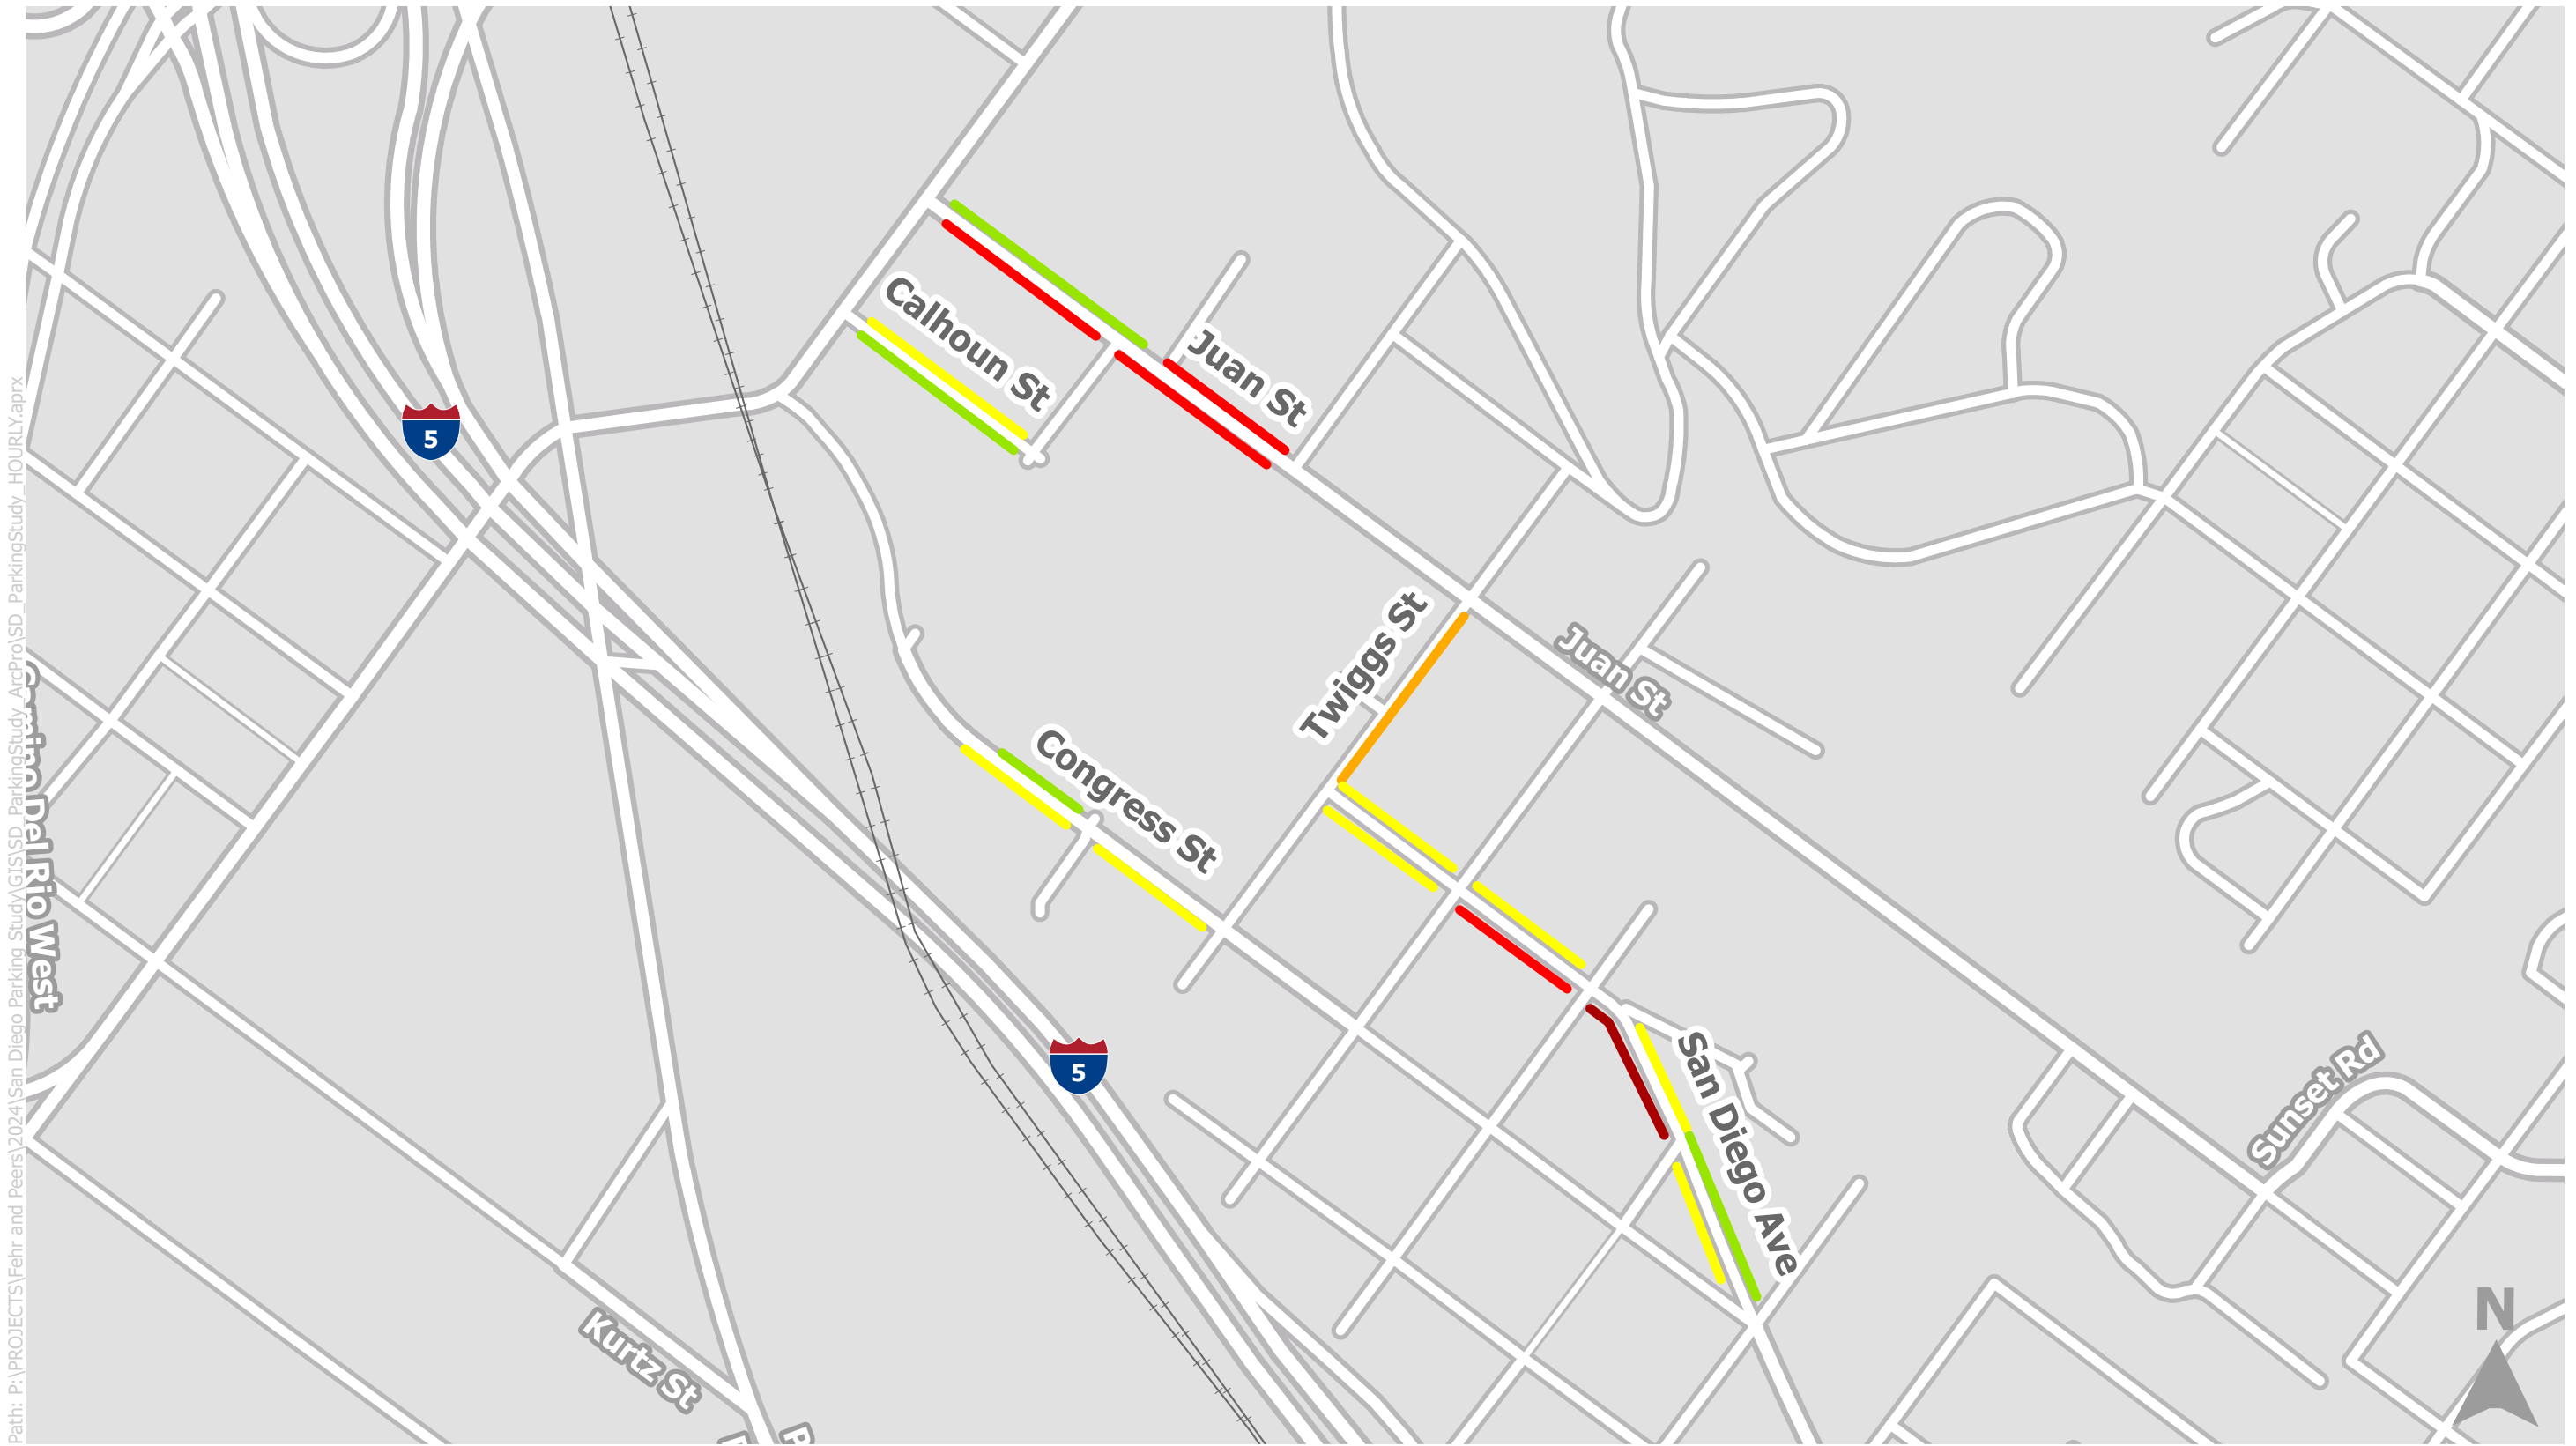 Calhoun St
Juan St
5
Twiggs St
Juan St
Congress St
Camino Del Rio West
5
San Diego Ave
Sunset Rd
N
Kurtz St
P
Path: P:\PROJECTS\Fehr and Peers\2024\San Diego Parking Study\GIS\SD_ParkingStudy_ArcPro\SD_ParkingStudy_HOURLY.aprx